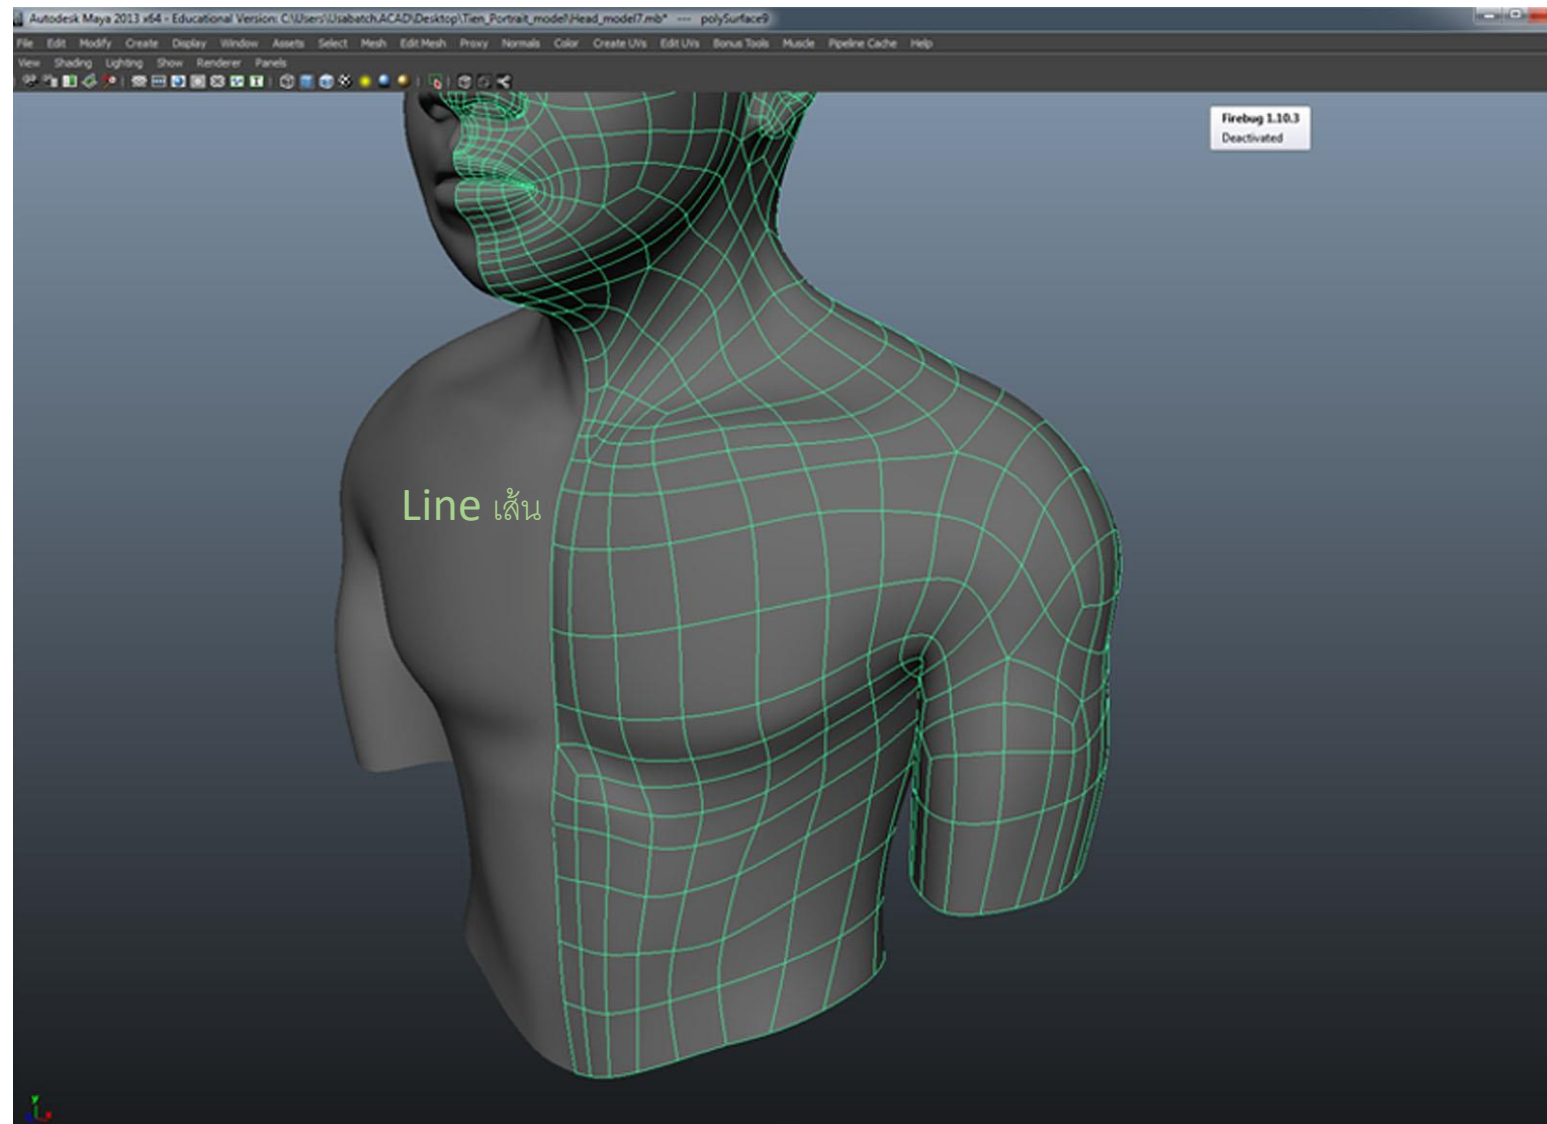 Autodesk Maya 2013 x64 - Educational Version: C:\Users\Usabatch.ACAD\Desktop\Tien_Portrait_model\Head_model7.mb* --- polySurface9
File Edit Modify Create Display Window Assets Select Mesh Edit Mesh Proxy Normals Color Create UVs Edit UVs Bonus Tools Muscle Pipeline Cache Help
View Shading Lighting Show Renderer Panels
Firebug 1.10.3
Deactivated
Line เส้น
y